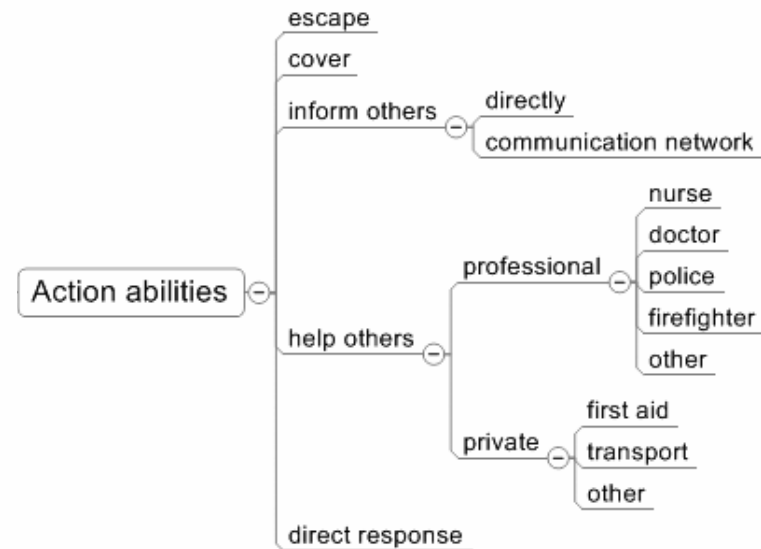 escape
cover
inform others
directly
communication network
Action abilities
help others
professional
nurse
doctor
police
firefighter
other
private
first aid
transport
other
direct response